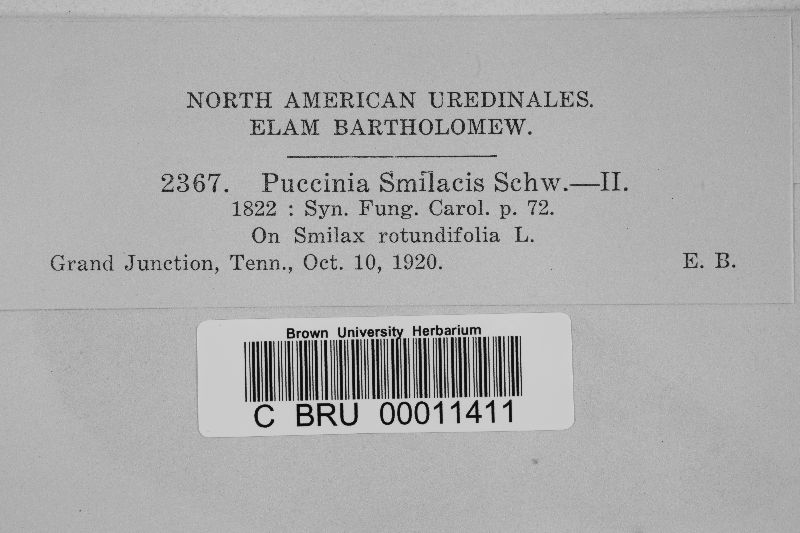 NORTH AMERICAN UREDINALES.
ELAM BARTHOLOMEW.
2367. Puccinia Smilacis Schw.—II.
1822 : Syn. Fung. Carol. p. 72.
On Smilax rotundifolia L.
Grand Junction, Tenn., Oct. 10, 1920. E. B.
Brown University Herbarium
C BRU 00011411